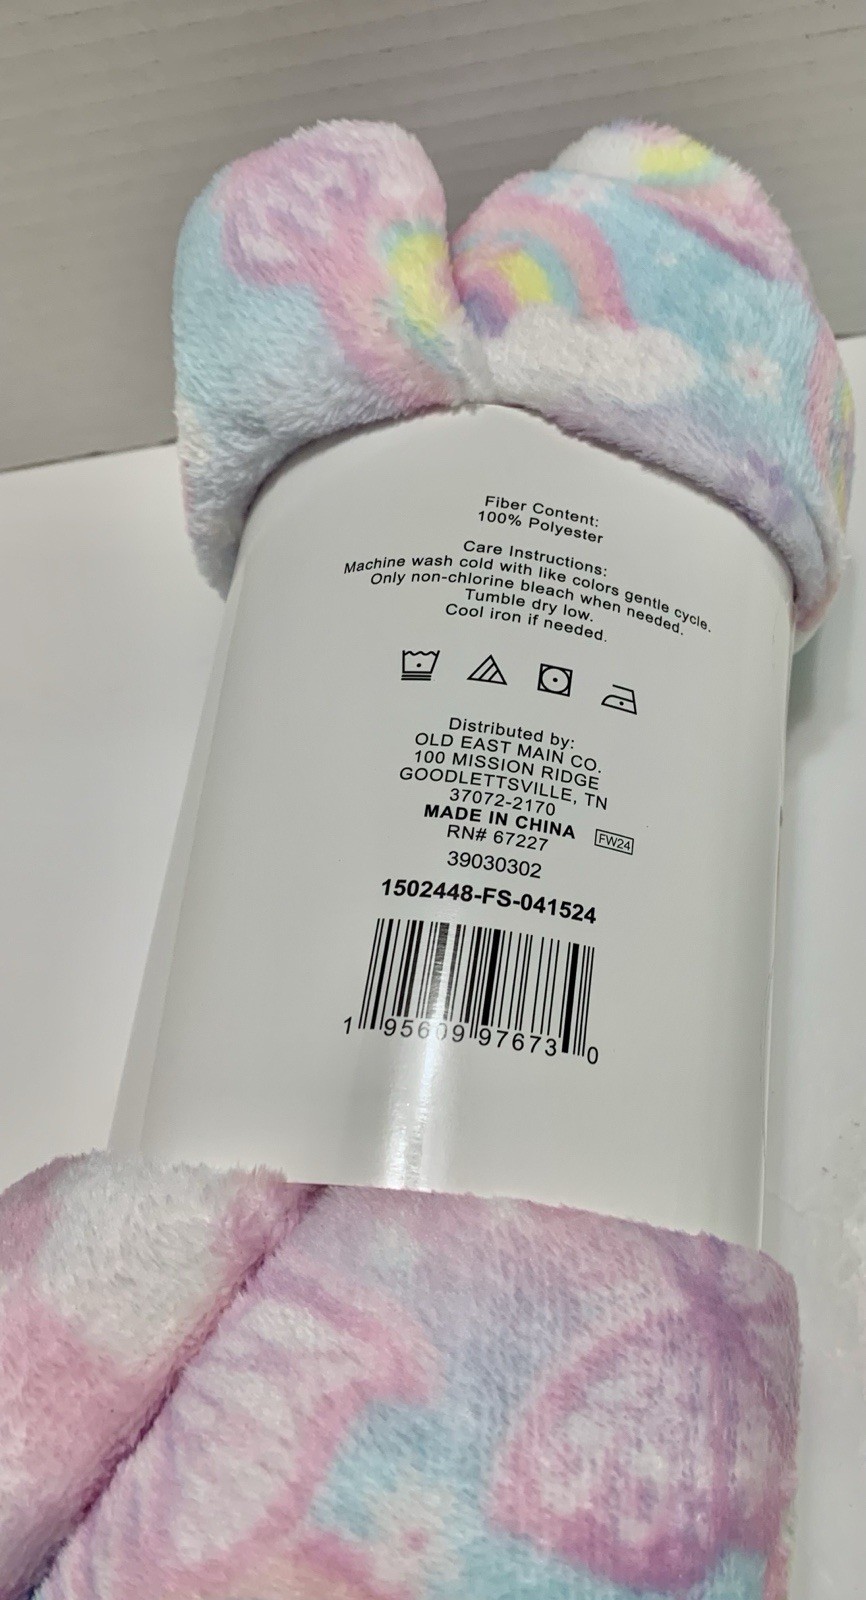 Fiber Content:
100% Polyester
Care Instructions:
Machine wash cold with like colors gentle cycle.
Only non-chlorine bleach when needed.
Tumble dry low.
Cool iron if needed.
Distributed by:
OLD EAST MAIN CO.
100 MISSION RIDGE
GOODLETTSVILLE, TN
37072-2170
MADE IN CHINA
RN# 67227
FW24
39030302
1502448-FS-041524
1 95609 97673 0